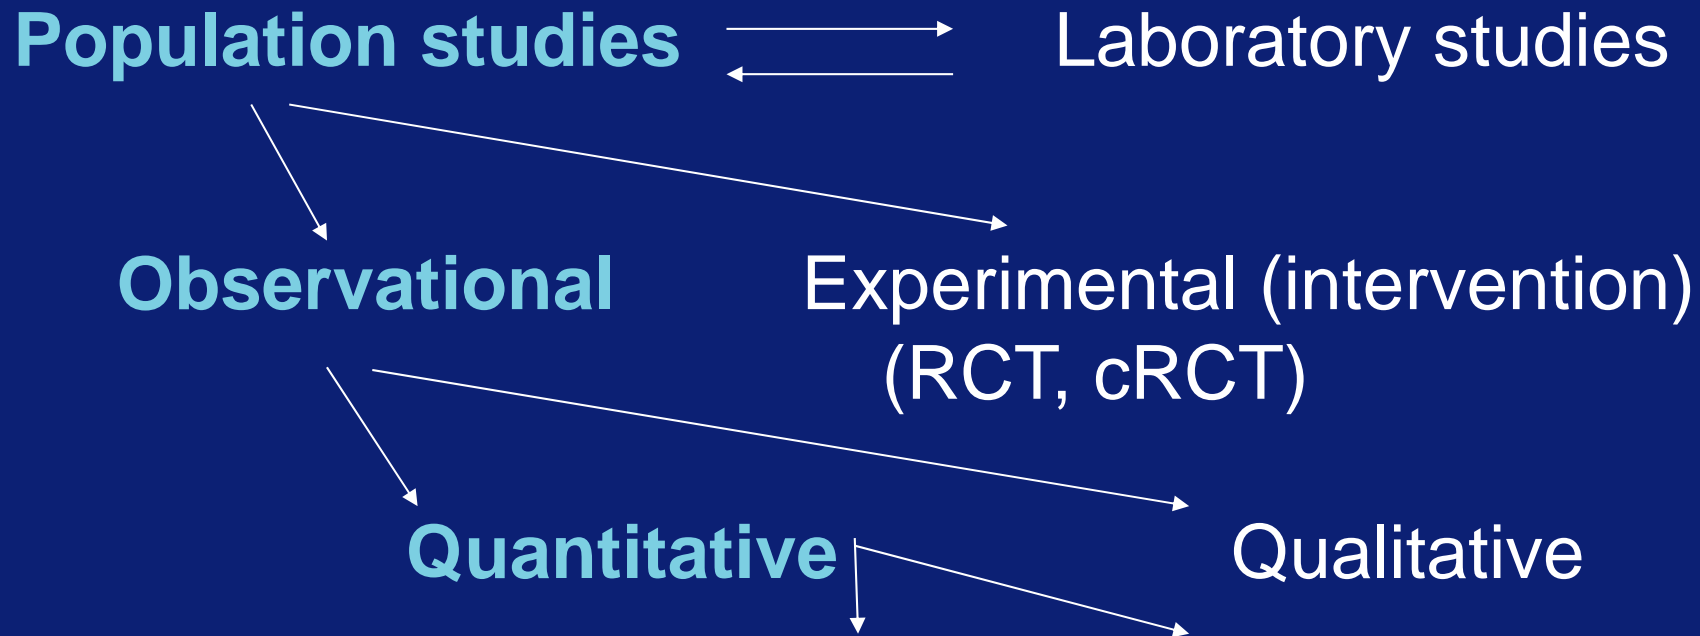 Population studies Laboratory studies
Observational Experimental (intervention)
(RCT, cRCT)
Quantitative Qualitative